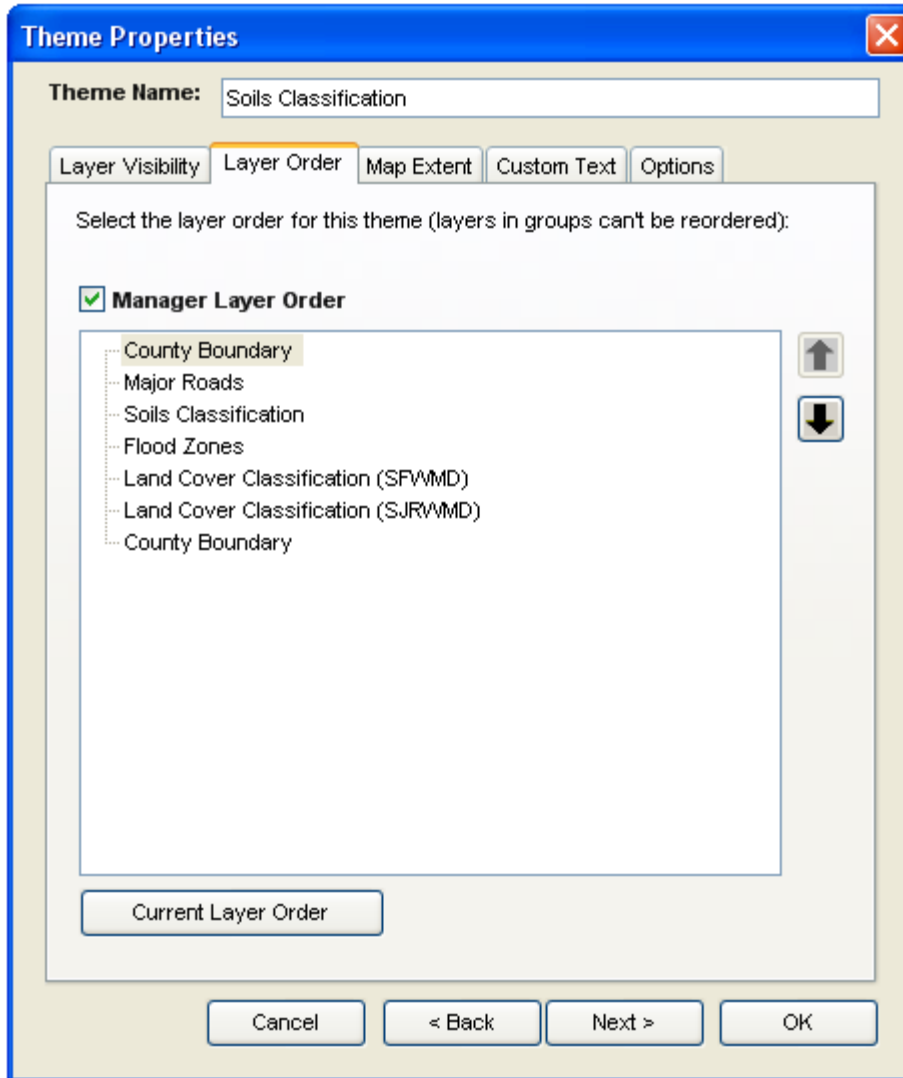 Theme Properties
Theme Name: Soils Classification
Layer Visibility Layer Order Map Extent Custom Text Options
Select the layer order for this theme (layers in groups can't be reordered):
Manager Layer Order
County Boundary
Major Roads
Soils Classification
Flood Zones
Land Cover Classification (SFWMD)
Land Cover Classification (SJRWMD)
County Boundary
Current Layer Order
Cancel < Back Next > OK